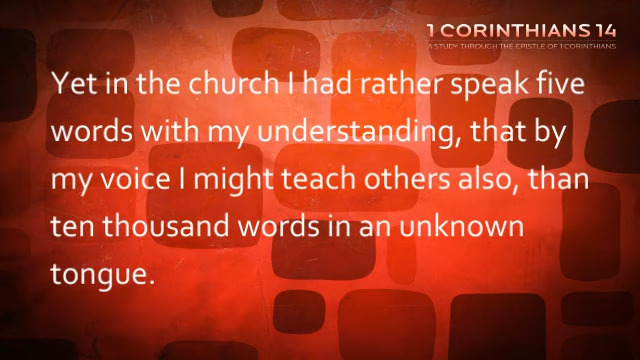 1 CORINTHIANS 14
A STUDY THROUGH THE EPISTLE OF 1 CORINTHIANS
Yet in the church I had rather speak five
words with my understanding, that by
my voice I might teach others also, than
ten thousand words in an unknown
tongue.